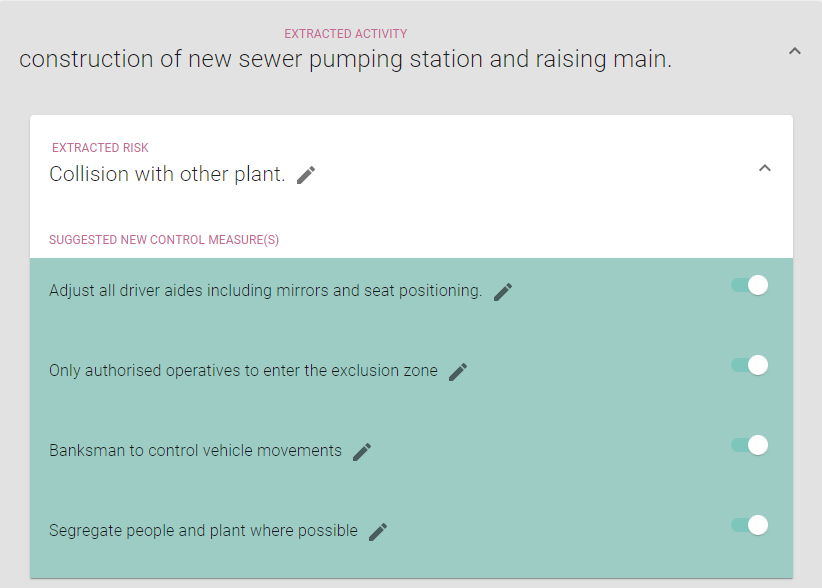 EXTRACTED ACTIVITY
construction of new sewer pumping station and raising main.
EXTRACTED RISK
Collision with other plant.
SUGGESTED NEW CONTROL MEASURE(S)
Adjust all driver aides including mirrors and seat positioning.
Only authorised operatives to enter the exclusion zone
Banksman to control vehicle movements
Segregate people and plant where possible